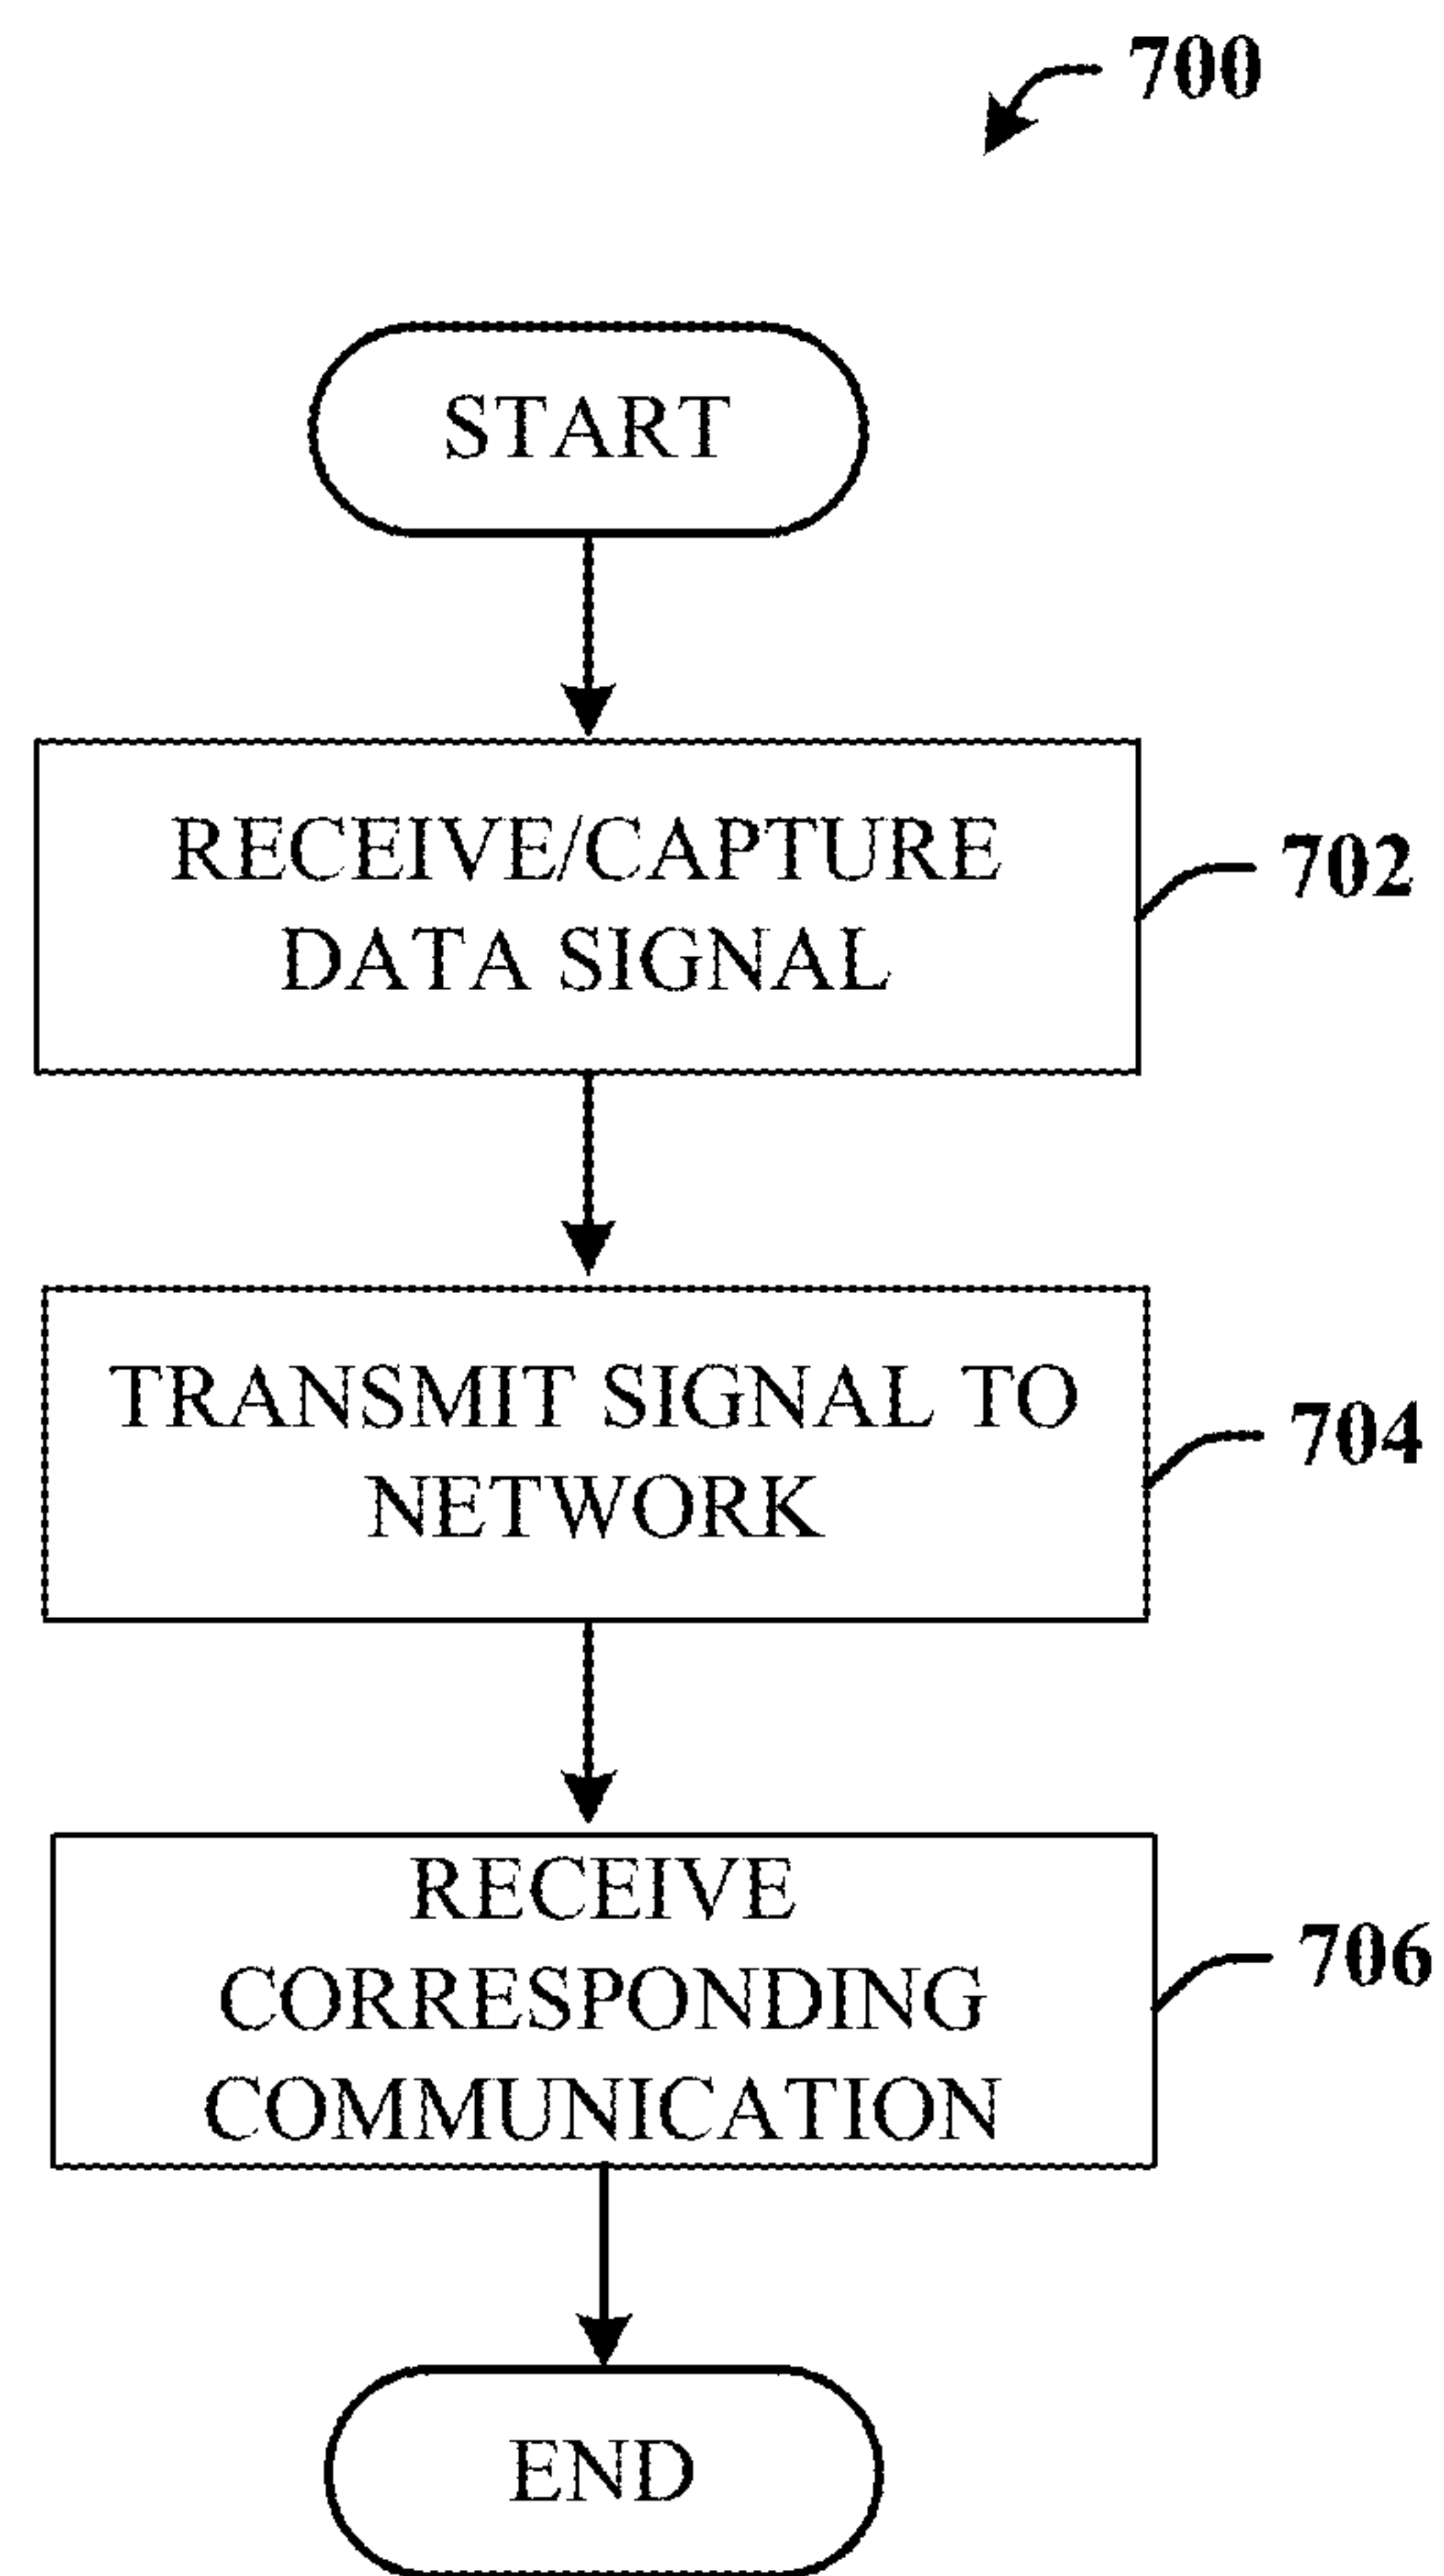 700
START
RECEIVE/CAPTURE
DATA SIGNAL
702
TRANSMIT SIGNAL TO
NETWORK
704
RECEIVE
CORRESPONDING
COMMUNICATION
706
END